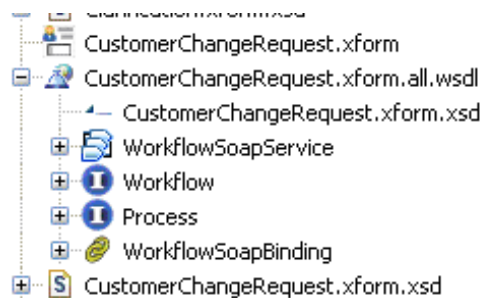 CustomerChangeRequest.xform
CustomerChangeRequest.xform.all.wsdl
CustomerChangeRequest.xform.xsd
WorkflowSoapService
Workflow
Process
WorkflowSoapBinding
CustomerChangeRequest.xform.xsd